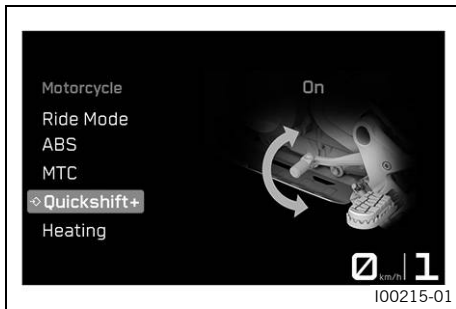 Motorcycle
On
Ride Mode
ABS
MTC
Quickshift+
Heating
0 km/h 1
I00215-01